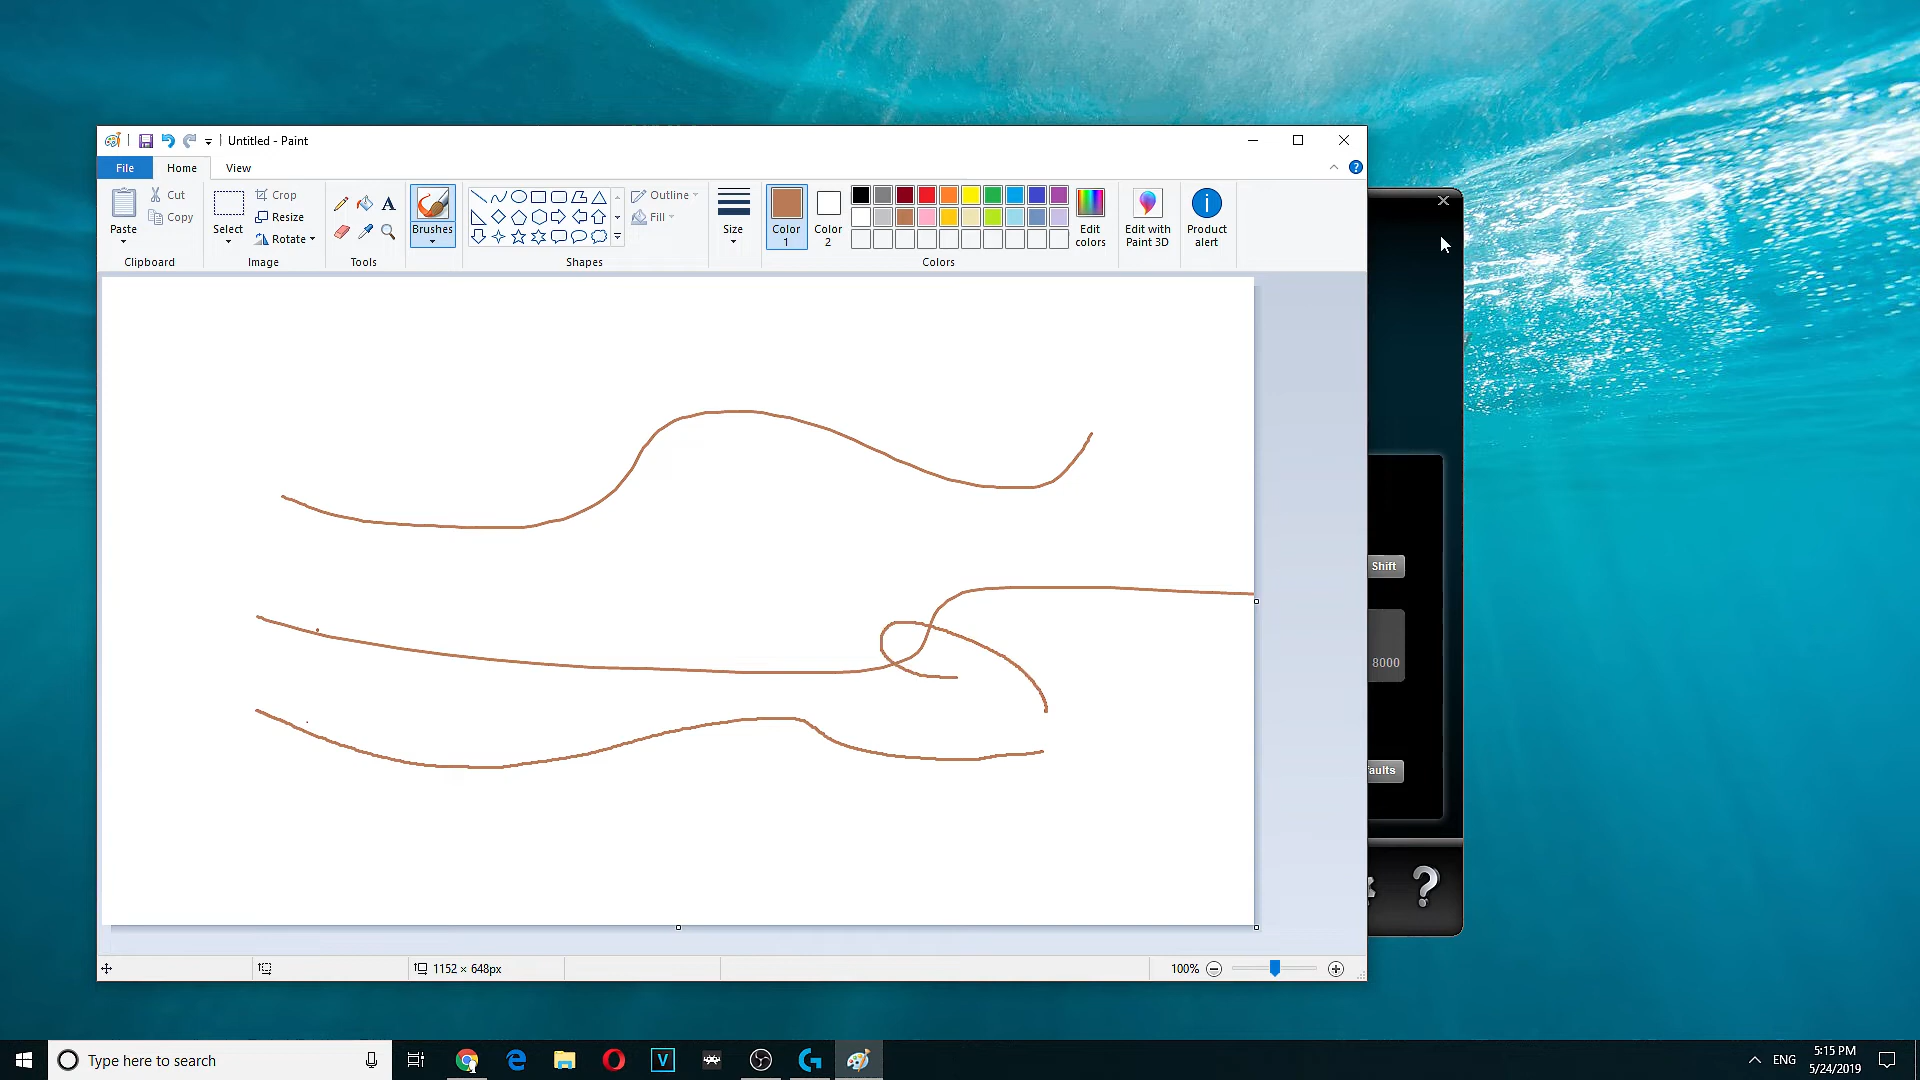 Untitled - Paint
File Home View
Paste
Cut
Copy
Clipboard
Select
Crop
Resize
Rotate
Image
A
Tools
Brushes
Shapes
Outline
Fill
Size
Color 1
Color 2
Colors
Edit colors
Edit with Paint 3D
Product alert
Shift
8000
faults
?
1152 × 648px
100%
Type here to search
V
ENG
5:15 PM
5/24/2019